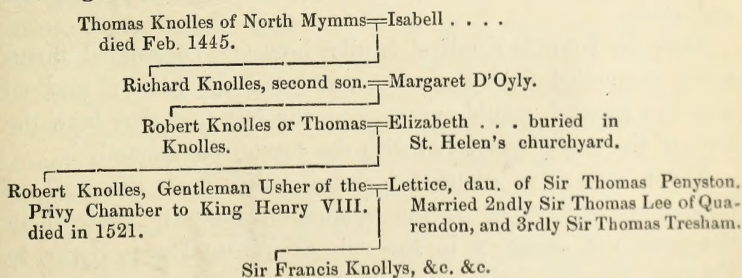 Thomas Knolles of North Mymms=Isabell . . . .
died Feb. 1445.
Richard Knolles, second son.=Margaret D'Oyly.
Robert Knolles or Thomas=Elizabeth . . . buried in
Knolles.
St. Helen's churchyard.
Robert Knolles, Gentleman Usher of the=Lettice, dau. of Sir Thomas Penyston.
Privy Chamber to King Henry VIII.
Married 2ndly Sir Thomas Lee of Qua-
died in 1521.
rendon, and 3rdly Sir Thomas Tresham.
Sir Francis Knollys, &c. &c.